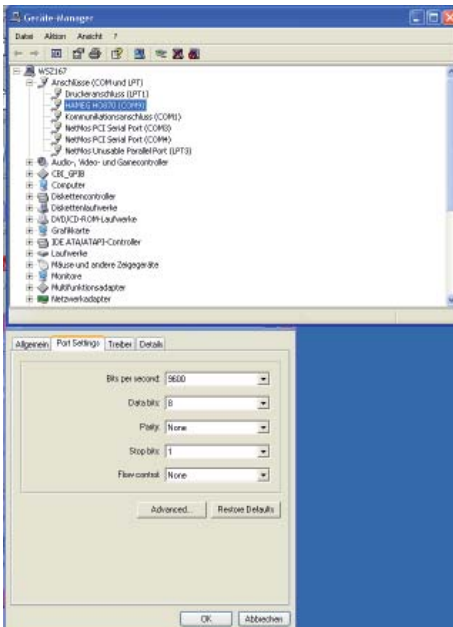 Geräte-Manager
Datei Aktion Ansicht ?
WS2167
Anschlüsse (COM und LPT)
Druckeranschluss (LPT1)
HAMEG HO870 (COM9)
Kommunikationsanschluss (COM1)
NetMos PCI Serial Port (COM3)
NetMos PCI Serial Port (COM4)
NetMos Unusable Parallel Port (LPT3)
Audio-, Video- und Gamecontroller
CEC_GPIB
Computer
Diskettencontroller
Diskettenlaufwerke
DVD/CD-ROM-Laufwerke
Grafikkarte
IDE ATA/ATAPI-Controller
Laufwerke
Mäuse und andere Zeigegeräte
Monitore
Multifunktionsadapter
Netzwerkadapter
Allgemein Port Settings Treiber Details
Bits per second: 9600
Data bits: 8
Parity: None
Stop bits: 1
Flow control: None
Advanced... Restore Defaults
OK Abbrechen